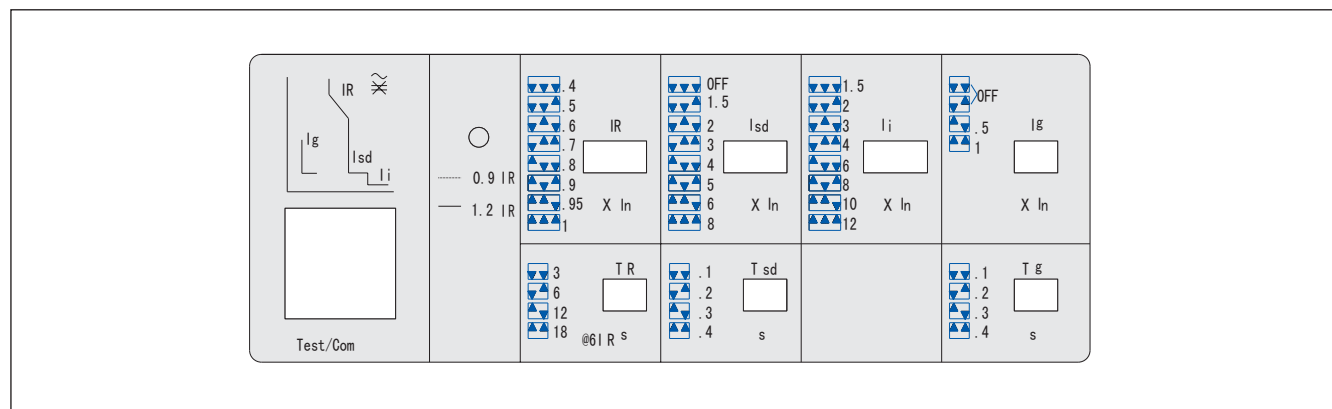 IR
Ig
Isd
Ii
Test/Com
0.9 IR
1.2 IR
.4
.5
.6
.7
.8
.9
.95
1
IR
X In
OFF
1.5
2
3
4
5
6
8
Isd
X In
1.5
2
3
4
6
8
10
12
Ii
X In
OFF
.5
1
Ig
X In
3
6
12
18
T R
@6IR s
.1
.2
.3
.4
T sd
s
.1
.2
.3
.4
T g
s